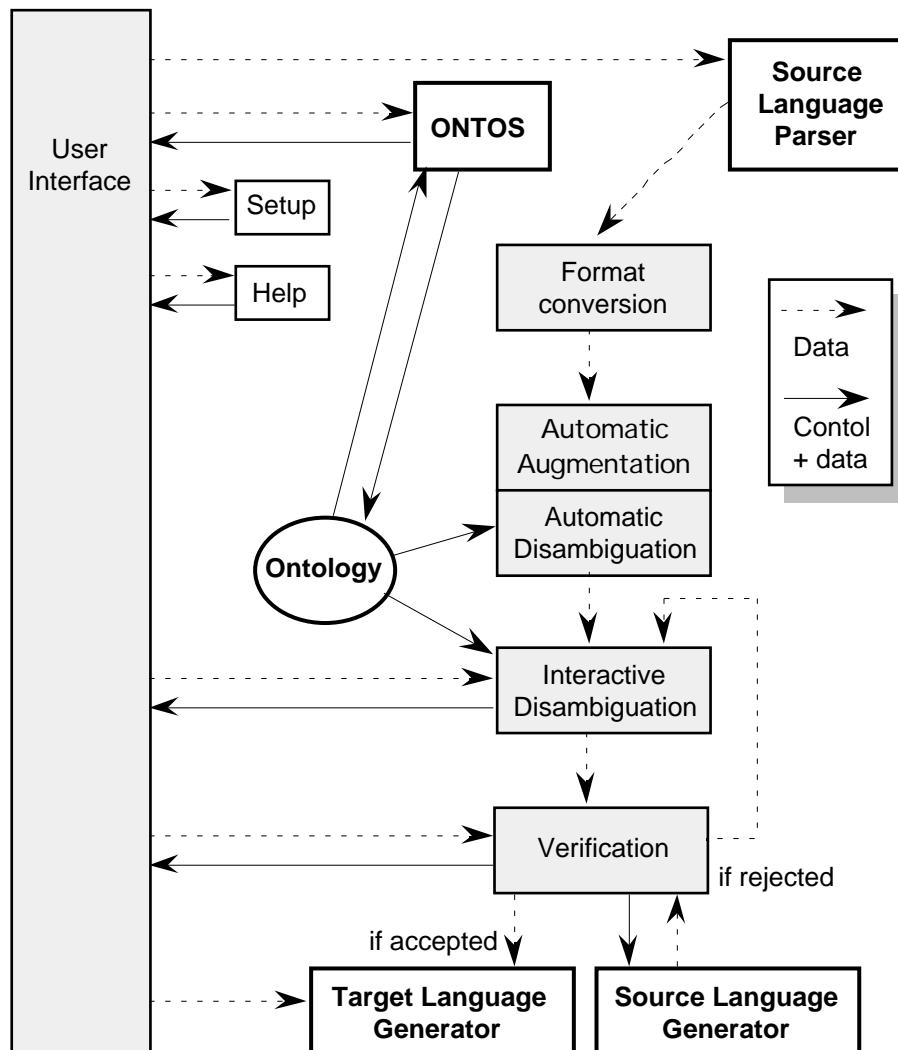 Source
Language
Parser
ONTOS
User
Interface
Setup
Help
Format
conversion
Data
Contol
+ data
Automatic
Augmentation
Automatic
Disambiguation
Ontology
Interactive
Disambiguation
Verification
if rejected
if accepted
Target Language
Generator
Source Language
Generator